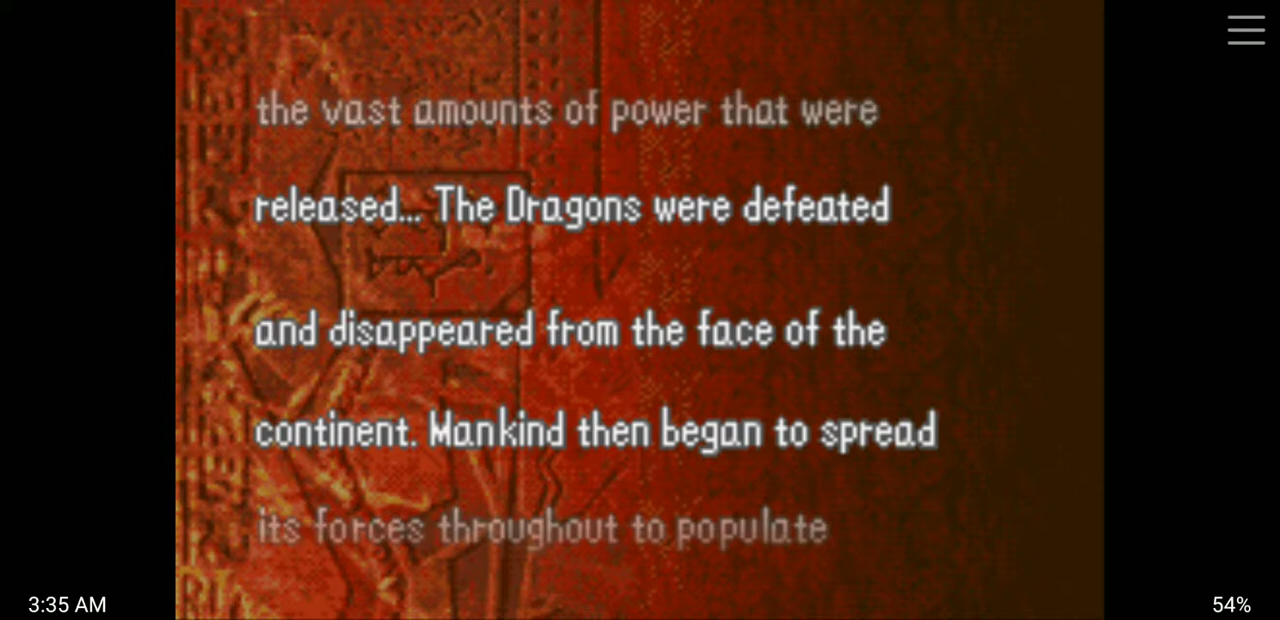 the vast amounts of power that were
released... The Dragons were defeated
and disappeared from the face of the
continent. Mankind then began to spread
its forces throughout to populate
3:35 AM
54%